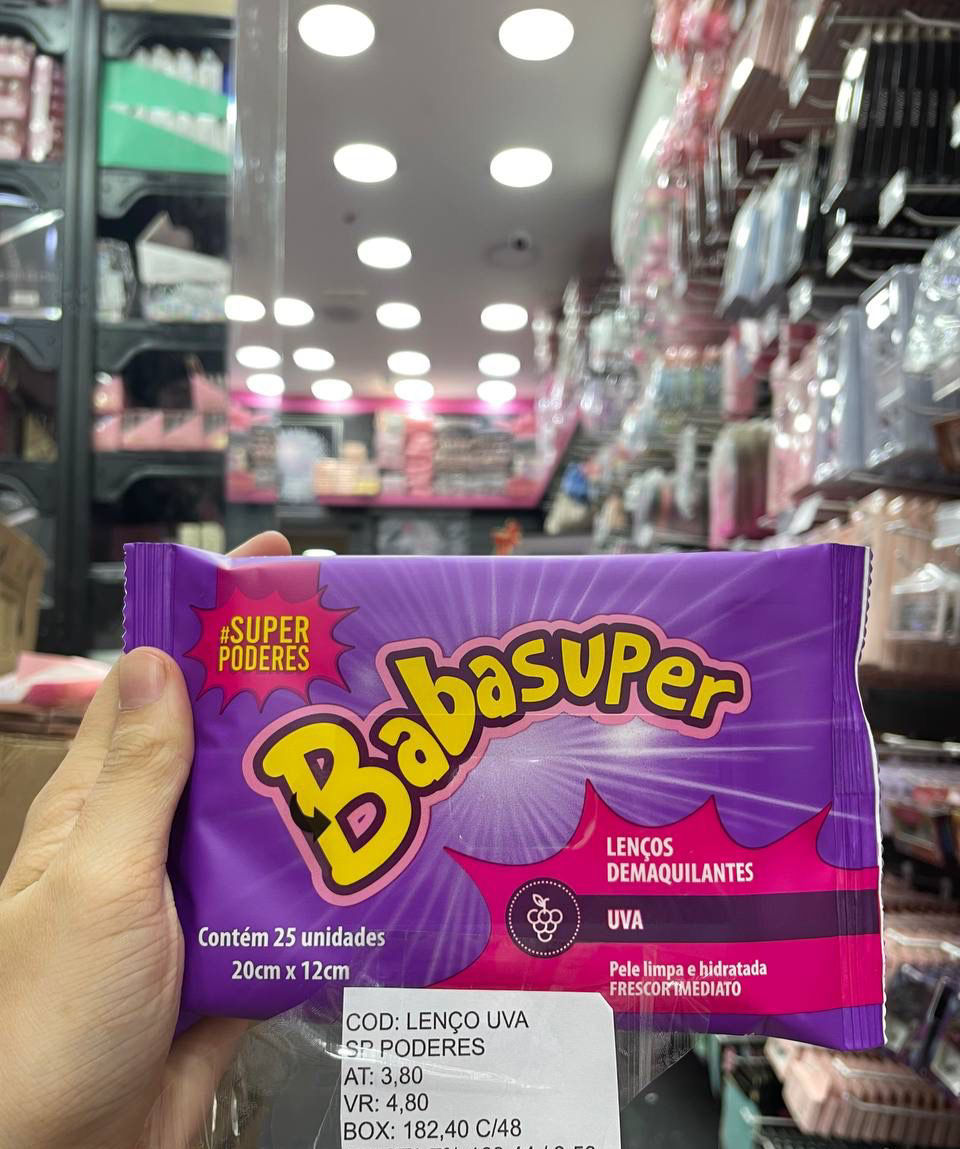 #SUPER
PODERES
Babasuper
LENÇOS
DEMAQUILANTES
UVA
Contém 25 unidades
20cm x 12cm
Pele limpa e hidratada
FRESCOR IMEDIATO
COD: LENÇO UVA
SP PODERES
AT: 3,80
VR: 4,80
BOX: 182,40 C/48